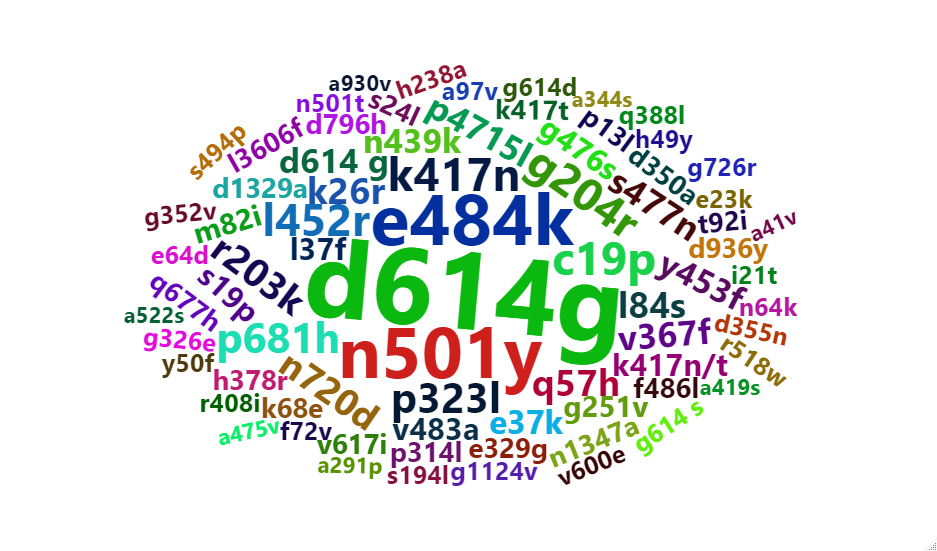 a930v
h238a
a97v
g614d
a344s
n501t
s24l
k417t
q388l
d796h
p4715l
p13l
h49y
s494p
l3606f
n439k
g476s
d350a
g726r
d614 g
k417n
g204r
s477n
e23k
d1329a
k26r
g352v
m82i
l452r
e484k
t92i
a41v
e64d
r203k
l37f
c19p
y453f
d936y
i21t
q677h
s19p
d614g
l84s
n64k
a522s
g326e
p681h
n501y
v367f
d355n
y50f
n720d
k417n/t
r518w
h378r
p323l
q57h
f486l
a419s
r408i
k68e
g251v
g614 s
a475v
f72v
v483a
e37k
v617i
p314l
e329g
n1347a
a291p
s194l
g1124v
v600e